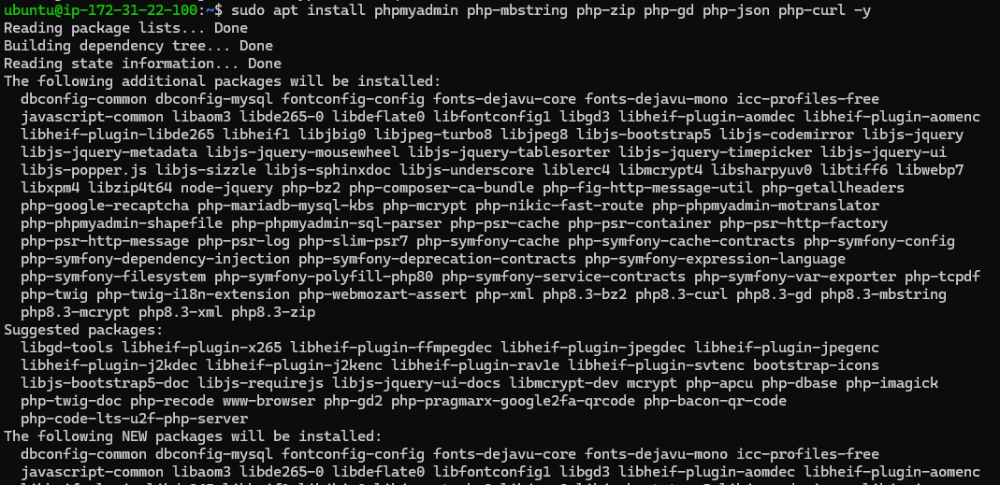 ubuntu@ip-172-31-22-100:~$ sudo apt install phpmyadmin php-mbstring php-zip php-gd php-json php-curl -y
Reading package lists... Done
Building dependency tree... Done
Reading state information... Done
The following additional packages will be installed:
  dbconfig-common dbconfig-mysql fontconfig-config fonts-dejavu-core fonts-dejavu-mono icc-profiles-free
  javascript-common libaom3 libde265-0 libdeflate0 libfontconfig1 libgd3 libheif-plugin-aomdec libheif-plugin-aomenc
  libheif-plugin-libde265 libheif1 libjbig0 libjpeg-turbo8 libjpeg8 libjs-bootstrap5 libjs-codemirror libjs-jquery
  libjs-jquery-metadata libjs-jquery-mousewheel libjs-jquery-tablesorter libjs-jquery-timepicker libjs-jquery-ui
  libjs-popper.js libjs-sizzle libjs-sphinxdoc libjs-underscore liblerc4 libmcrypt4 libsharpyuv0 libtiff6 libwebp7
  libxpm4 libzip4t64 node-jquery php-bz2 php-composer-ca-bundle php-fig-http-message-util php-getallheaders
  php-google-recaptcha php-mariadb-mysql-kbs php-mcrypt php-nikic-fast-route php-phpmyadmin-motranslator
  php-phpmyadmin-shapefile php-phpmyadmin-sql-parser php-psr-cache php-psr-container php-psr-http-factory
  php-psr-http-message php-psr-log php-slim-psr7 php-symfony-cache php-symfony-cache-contracts php-symfony-config
  php-symfony-dependency-injection php-symfony-deprecation-contracts php-symfony-expression-language
  php-symfony-filesystem php-symfony-polyfill-php80 php-symfony-service-contracts php-symfony-var-exporter php-tcpdf
  php-twig php-twig-i18n-extension php-webmozart-assert php-xml php8.3-bz2 php8.3-curl php8.3-gd php8.3-mbstring
  php8.3-mcrypt php8.3-xml php8.3-zip
Suggested packages:
  libgd-tools libheif-plugin-x265 libheif-plugin-ffmpegdec libheif-plugin-jpegdec libheif-plugin-jpegenc
  libheif-plugin-j2kdec libheif-plugin-j2kenc libheif-plugin-rav1e libheif-plugin-svtenc bootstrap-icons
  libjs-bootstrap5-doc libjs-requirejs libjs-jquery-ui-docs libmcrypt-dev mcrypt php-apcu php-dbase php-imagick
  php-twig-doc php-recode www-browser php-gd2 php-pragmarx-google2fa-qrcode php-bacon-qr-code
  php-code-lts-u2f-php-server
The following NEW packages will be installed:
  dbconfig-common dbconfig-mysql fontconfig-config fonts-dejavu-core fonts-dejavu-mono icc-profiles-free
  javascript-common libaom3 libde265-0 libdeflate0 libfontconfig1 libgd3 libheif-plugin-aomdec libheif-plugin-aomenc